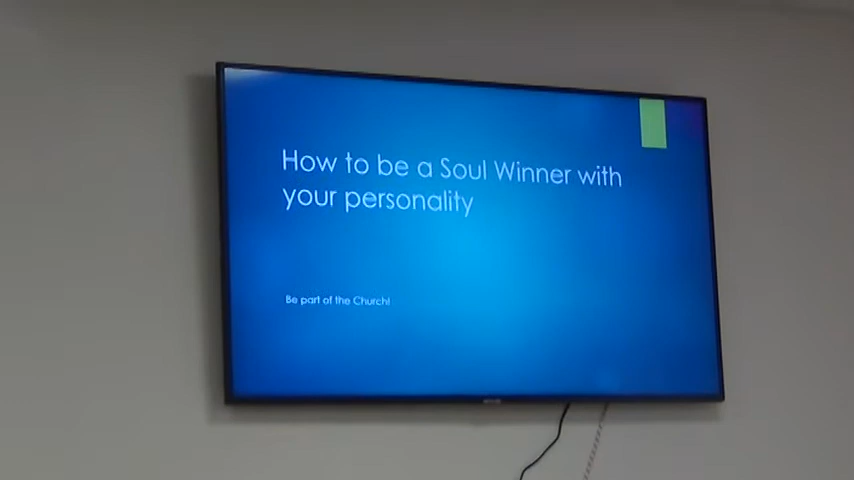 How to be a Soul Winner with
your personality
Be part of the Church!